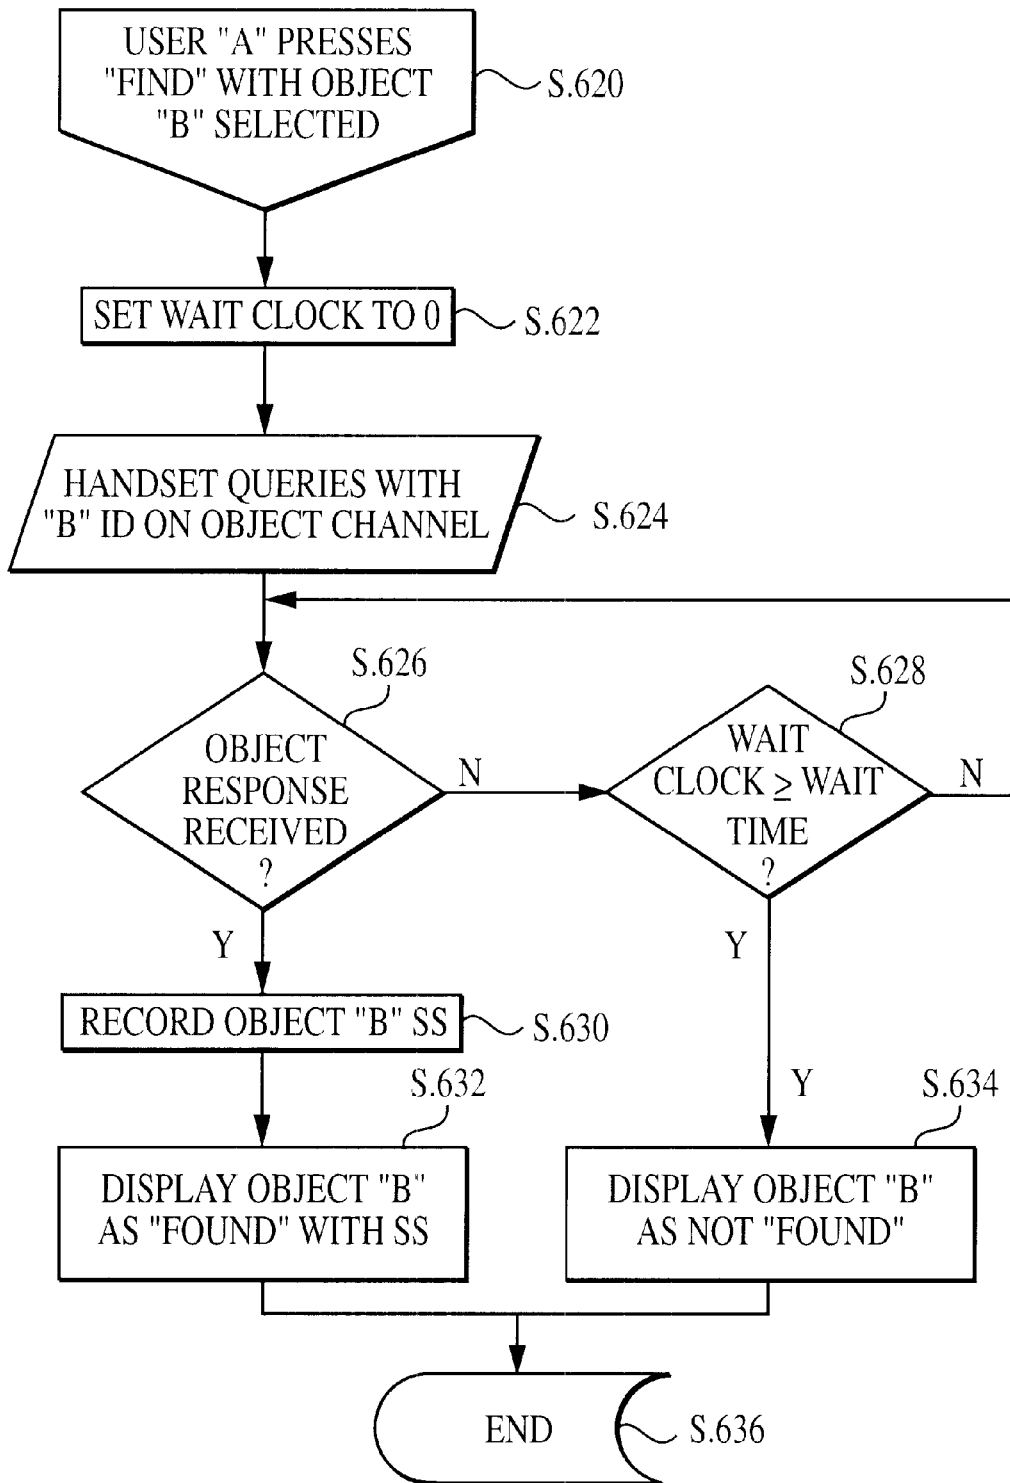 USER "A" PRESSES
"FIND" WITH OBJECT
"B" SELECTED
S.620
SET WAIT CLOCK TO 0
S.622
HANDSET QUERIES WITH
"B" ID ON OBJECT CHANNEL
S.624
S.626
OBJECT
RESPONSE
RECEIVED
?
N
Y
S.628
WAIT
CLOCK ≥ WAIT
TIME
?
N
Y
Y
RECORD OBJECT "B" SS
S.630
S.632
DISPLAY OBJECT "B"
AS "FOUND" WITH SS
S.634
DISPLAY OBJECT "B"
AS NOT "FOUND"
END
S.636